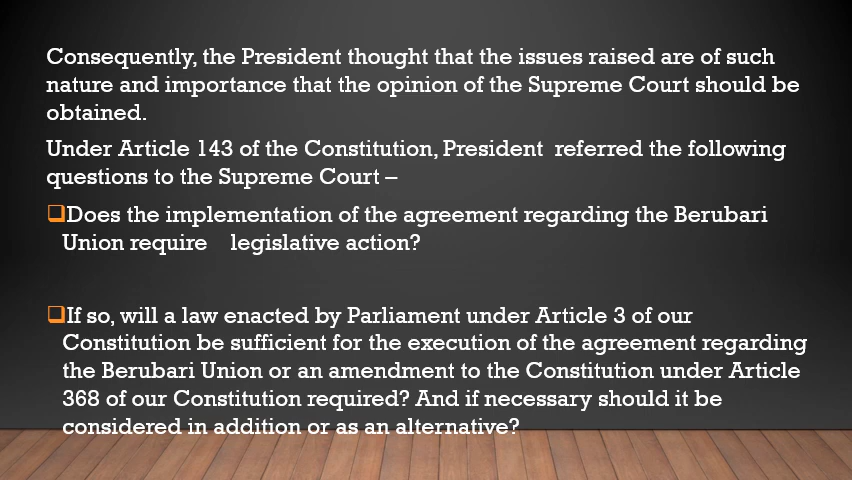 Consequently, the President thought that the issues raised are of such
nature and importance that the opinion of the Supreme Court should be
obtained.
Under Article 143 of the Constitution, President  referred the following
questions to the Supreme Court –
❑Does the implementation of the agreement regarding the Berubari
Union require    legislative action?
❑If so, will a law enacted by Parliament under Article 3 of our
Constitution be sufficient for the execution of the agreement regarding
the Berubari Union or an amendment to the Constitution under Article
368 of our Constitution required? And if necessary should it be
considered in addition or as an alternative?